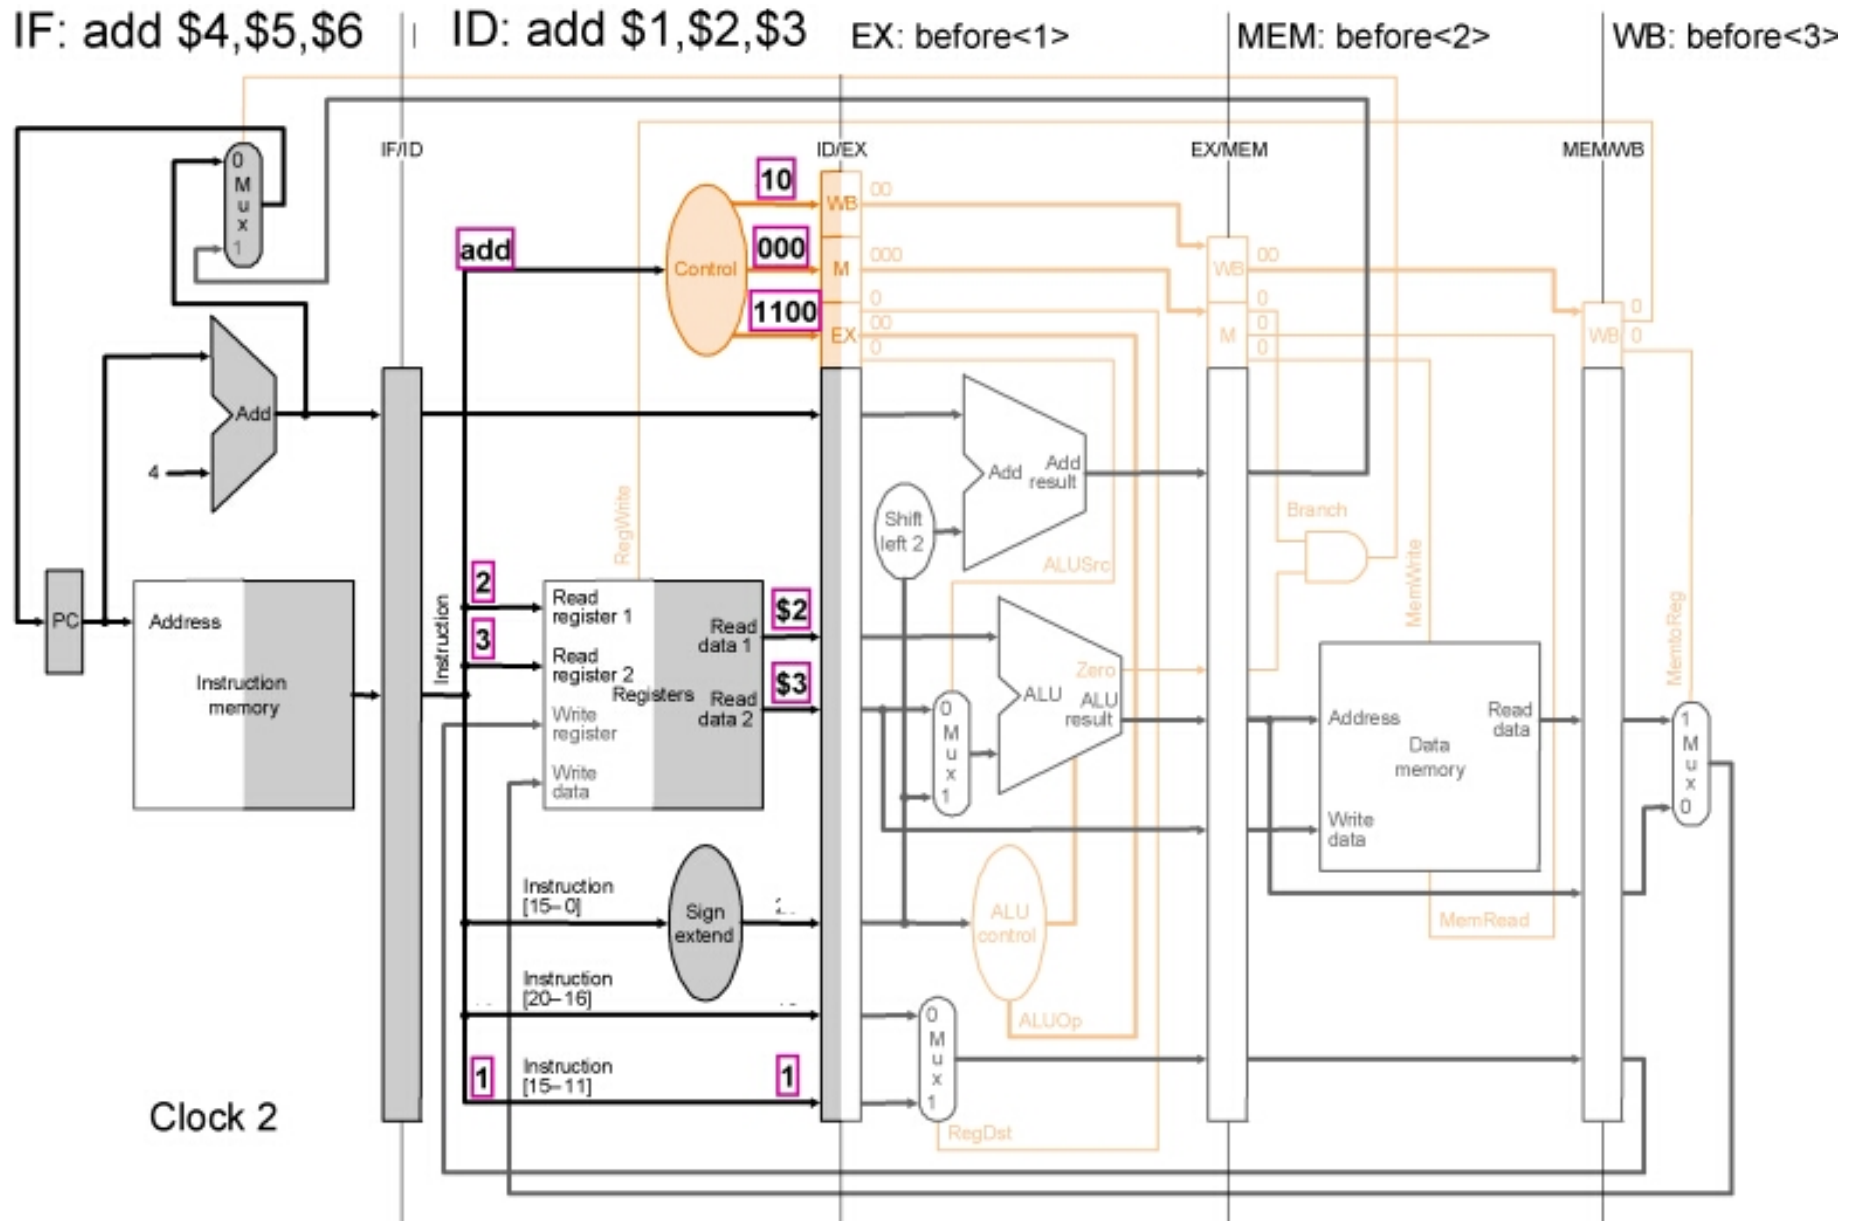 IF: add $4,$5,$6
ID: add $1,$2,$3
EX: before<1>
MEM: before<2>
WB: before<3>
IF/ID
ID/EX
EX/MEM
MEM/WB
0
M
u
x
1
add
Control
10
000
1100
WB
M
EX
00
000
0
00
0
WB
M
00
0
0
0
WB
0
0
Add
4
PC
Address
Instruction
memory
Instruction
RegWrite
2
3
Read
register 1
Read
register 2
Registers
Write
register
Write
data
Read
data 1
Read
data 2
$2
$3
Shift
left 2
Add
Add
result
ALUSrc
Zero
ALU
ALU
result
0
M
u
x
1
Branch
MemWrite
Address
Data
memory
Read
data
Write
data
MemRead
MemtoReg
1
M
u
x
0
Instruction
[15–0]
Sign
extend
ALU
control
ALUOp
Instruction
[20–16]
Instruction
[15–11]
1
1
0
M
u
x
1
RegDst
Clock 2